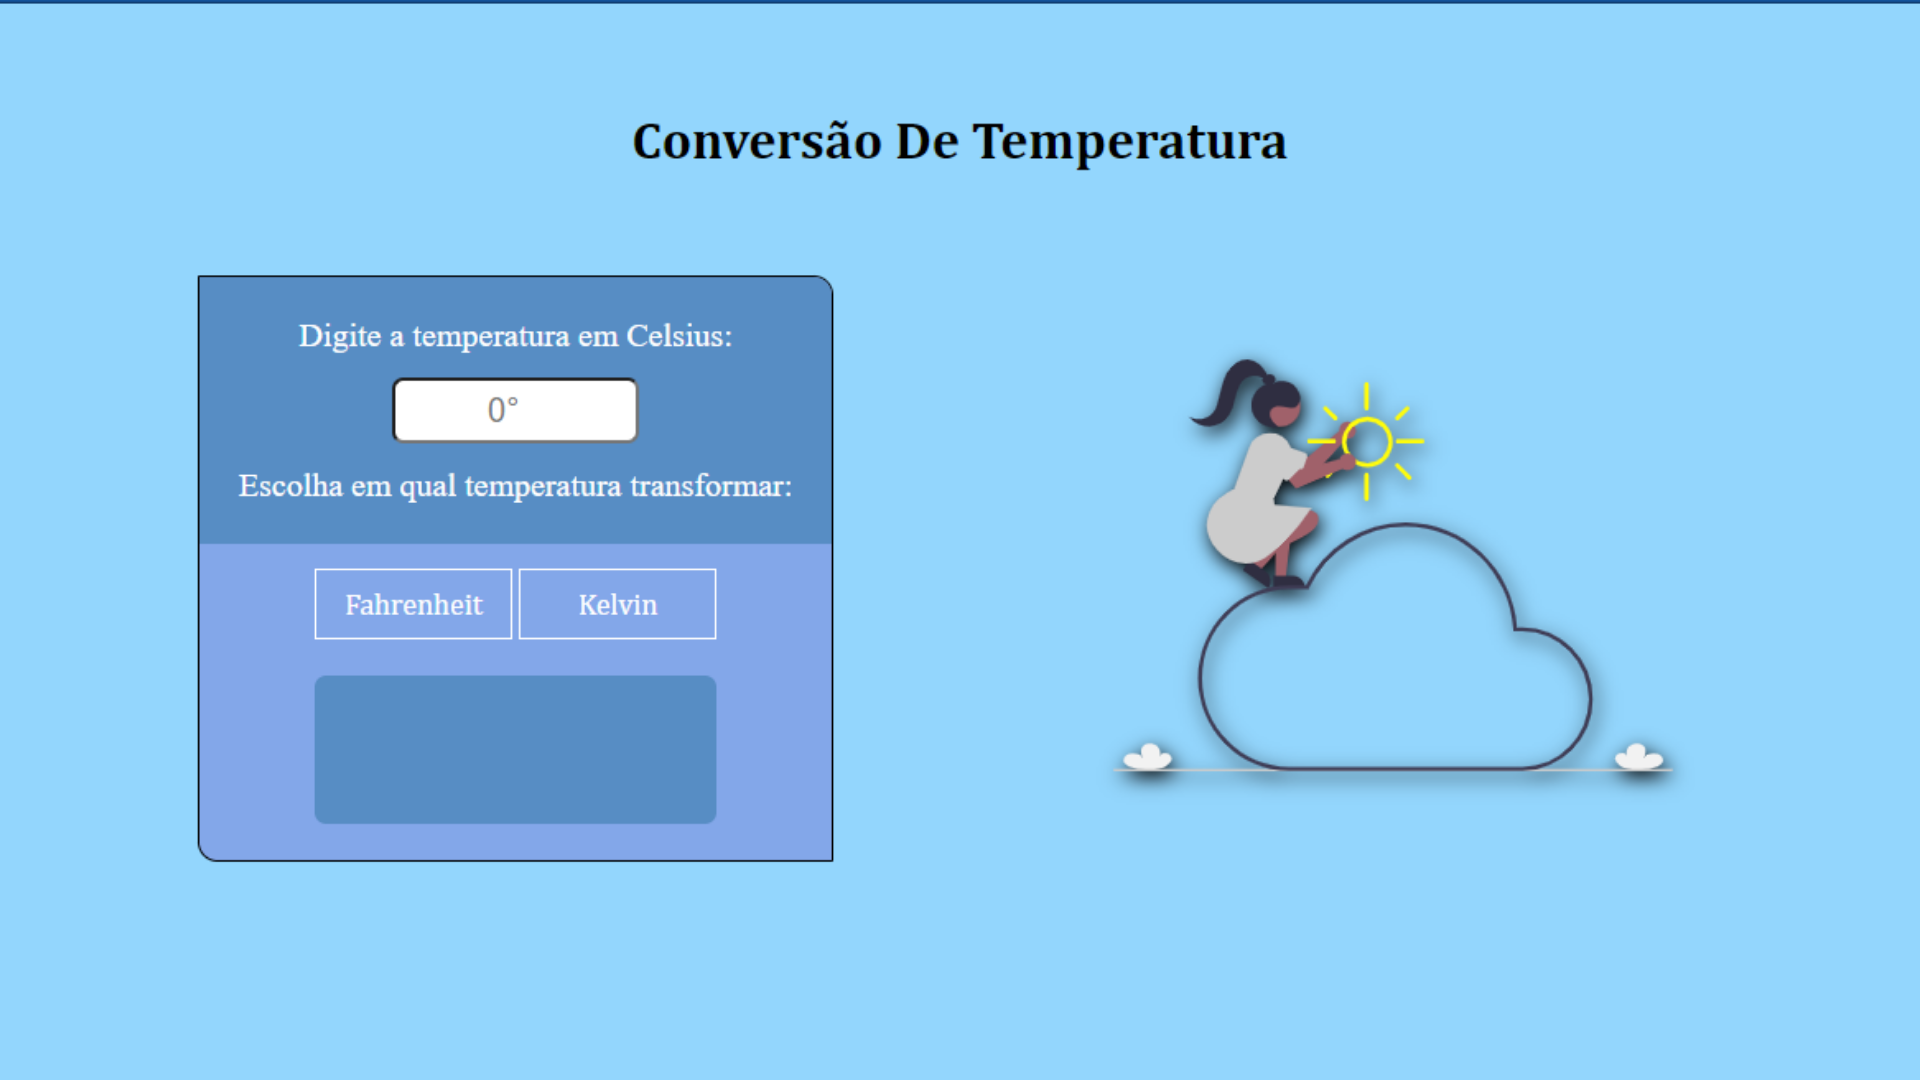 Conversão De Temperatura
Digite a temperatura em Celsius:
0°
Escolha em qual temperatura transformar:
Fahrenheit
Kelvin